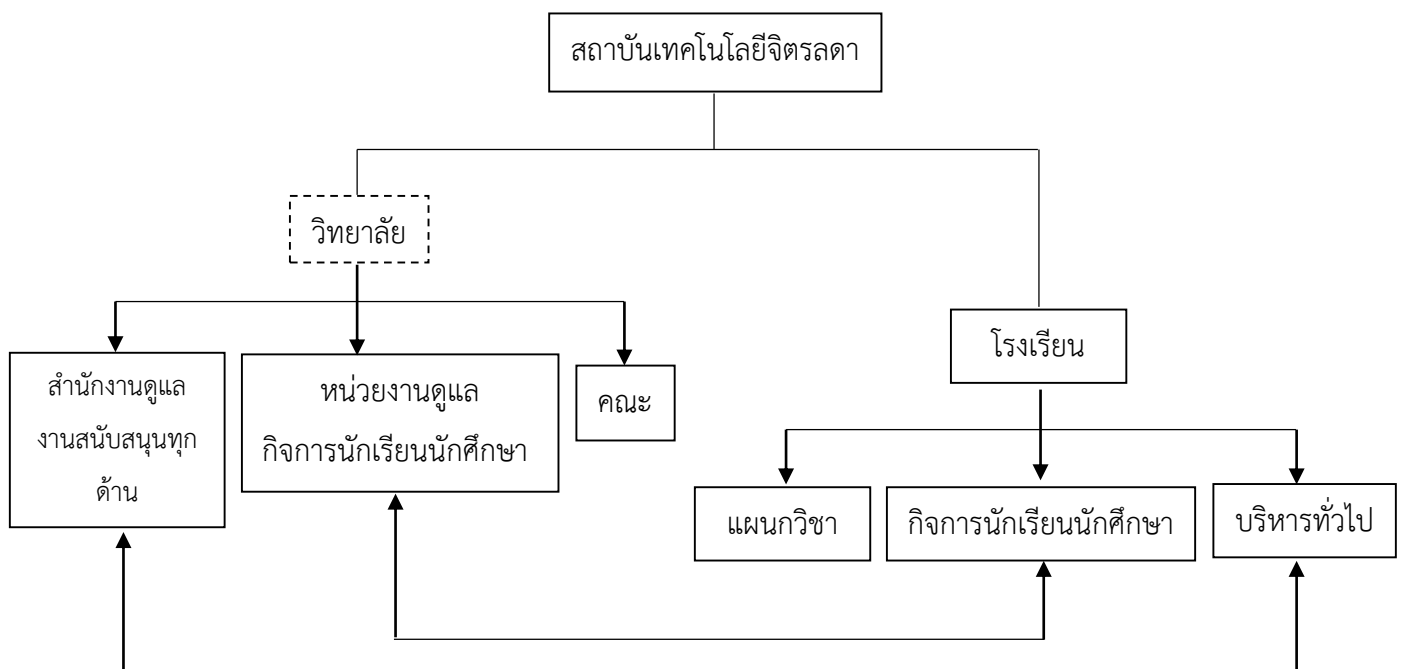 สถาบันเทคโนโลยีจิตรลดา
วิทยาลัย
โรงเรียน
สำนักงานดูแล
งานสนับสนุนทุก
ด้าน
หน่วยงานดูแล
กิจการนักเรียนนักศึกษา
คณะ
แผนกวิชา
กิจการนักเรียนนักศึกษา
บริหารทั่วไป